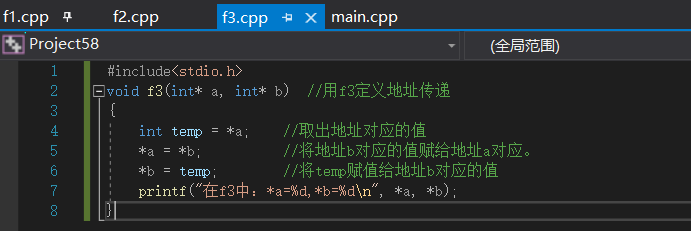 f1.cpp f2.cpp f3.cpp main.cpp
Project58 (全局范围)
1 #include<stdio.h>
2 void f3(int* a, int* b) //用f3定义地址传递
3 {
4 int temp = *a; //取出地址对应的值
5 *a = *b; //将地址b对应的值赋给地址a对应。
6 *b = temp; //将temp赋值给地址b对应的值
7 printf("在f3中：*a=%d,*b=%d\n", *a, *b);
8 }